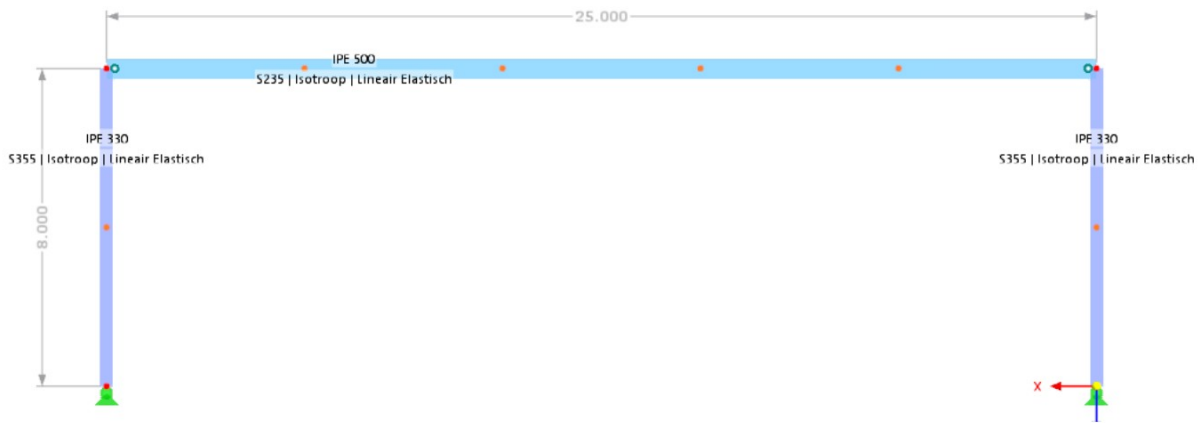 25.000
IPE 500
S235 | Isotroop | Lineair Elastisch
IPE 330
S355 | Isotroop | Lineair Elastisch
IPE 330
S355 | Isotroop | Lineair Elastisch
8.000
X